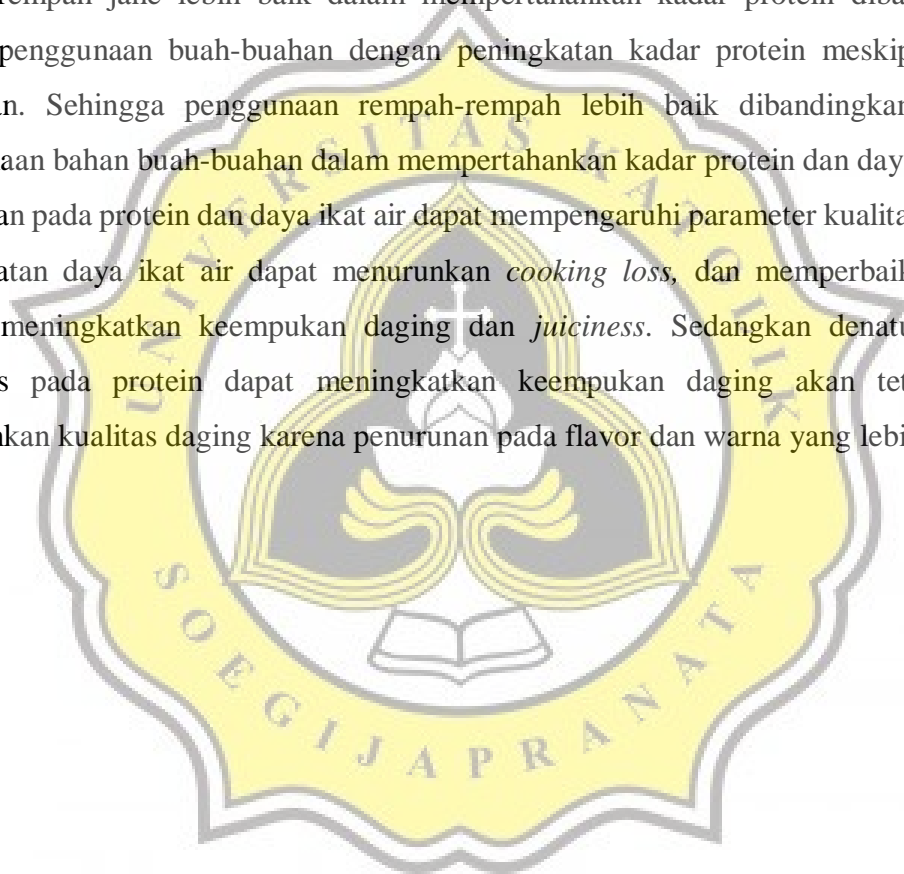 rempah jahe lebih baik dalam mempertahankan kadar protein diba
penggunaan buah-buahan dengan peningkatan kadar protein meskip
an. Sehingga penggunaan rempah-rempah lebih baik dibandingkan
aan bahan buah-buahan dalam mempertahankan kadar protein dan day
an pada protein dan daya ikat air dapat mempengaruhi parameter kualita
atan daya ikat air dapat menurunkan cooking loss, dan memperbaik
meningkatkan keempukan daging dan juiciness. Sedangkan denatu
s pada protein dapat meningkatkan keempukan daging akan tet
kan kualitas daging karena penurunan pada flavor dan warna yang lebi
UNIVERSITAS KATOLIK
SOEGIJAPRANATA